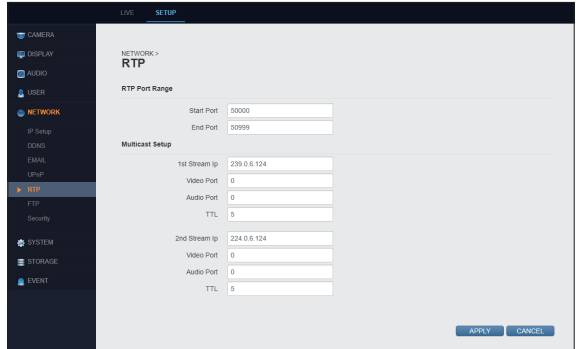 LIVE SETUP
CAMERA
DISPLAY
AUDIO
USER
NETWORK
IP Setup
DDNS
EMAIL
UPnP
RTP
FTP
Security
SYSTEM
STORAGE
EVENT
NETWORK >
RTP
RTP Port Range
Start Port 50000
End Port 50999
Multicast Setup
1st Stream Ip 239.0.6.124
Video Port 0
Audio Port 0
TTL 5
2nd Stream Ip 224.0.6.124
Video Port 0
Audio Port 0
TTL 5
APPLY CANCEL